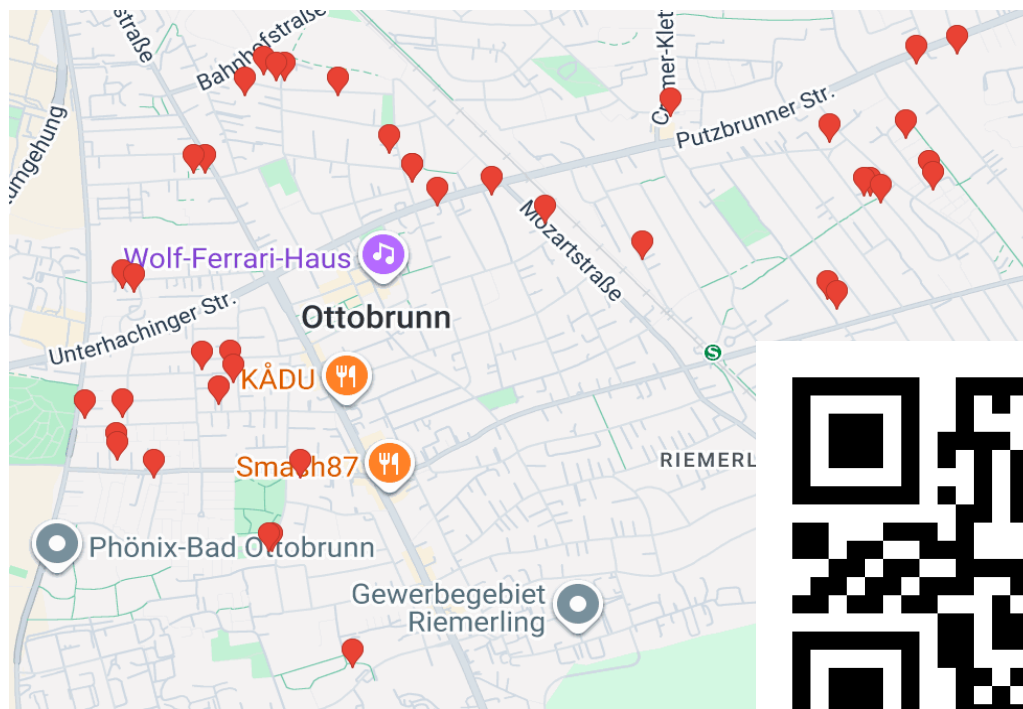 straße
Bahnhofstraße
Putzbrunner Str.
umgehung
Mozartstraße
Wolf-Ferrari-Haus
Ottobrunn
Unterhachinger Str.
S
KÅDU
Smash87
RIEMERL
Phönix-Bad Ottobrunn
Gewerbegebiet
Riemerling